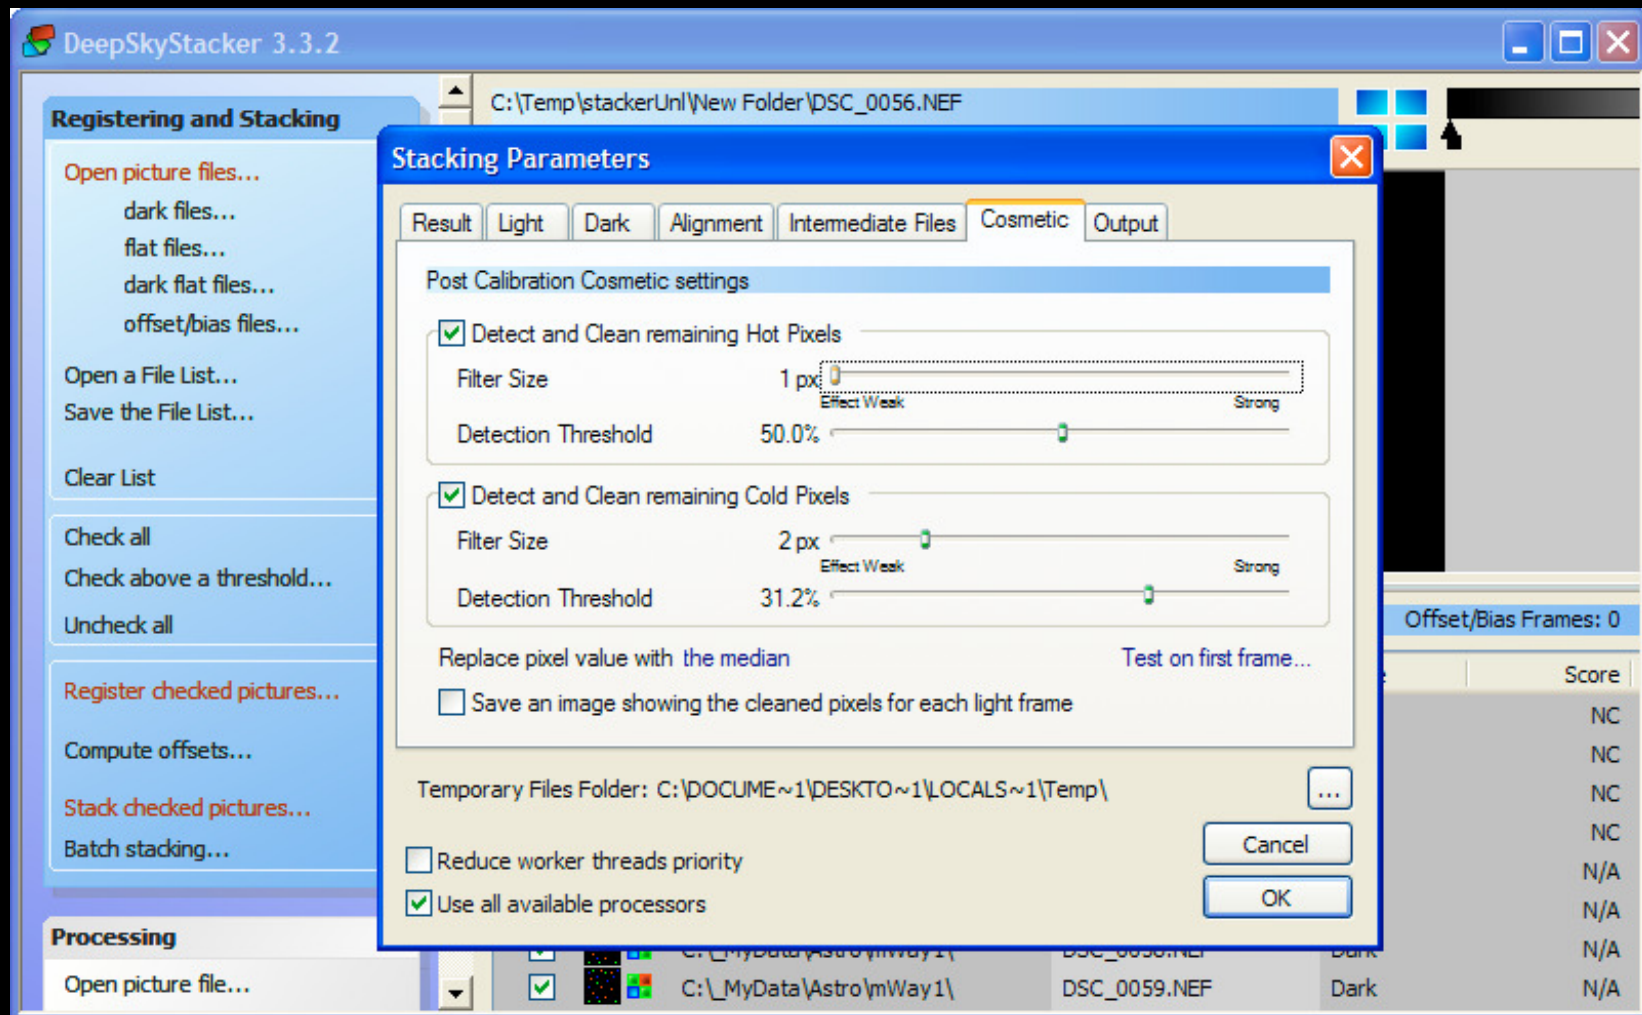 DeepSkyStacker 3.3.2
Registering and Stacking
Open picture files...
dark files...
flat files...
dark flat files...
offset/bias files...
Open a File List...
Save the File List...
Clear List
Check all
Check above a threshold...
Uncheck all
Register checked pictures...
Compute offsets...
Stack checked pictures...
Batch stacking...
Processing
Open picture file...
C:\Temp\stackerUnl\New Folder\DSC_0056.NEF
Stacking Parameters
Result Light Dark Alignment Intermediate Files Cosmetic Output
Post Calibration Cosmetic settings
Detect and Clean remaining Hot Pixels
Filter Size 1 px
Effect Weak Strong
Detection Threshold 50.0%
Detect and Clean remaining Cold Pixels
Filter Size 2 px
Effect Weak Strong
Detection Threshold 31.2%
Replace pixel value with the median Test on first frame...
Save an image showing the cleaned pixels for each light frame
Temporary Files Folder: C:\DOCUME~1\DESKTO~1\LOCALS~1\Temp\ ...
Reduce worker threads priority
Use all available processors
Cancel
OK
Offset/Bias Frames: 0
Score
NC
NC
NC
NC
N/A
N/A
C:\_MyData\Astro\mWay1\ Dark N/A
C:\_MyData\Astro\mWay1\ DSC_0059.NEF Dark N/A